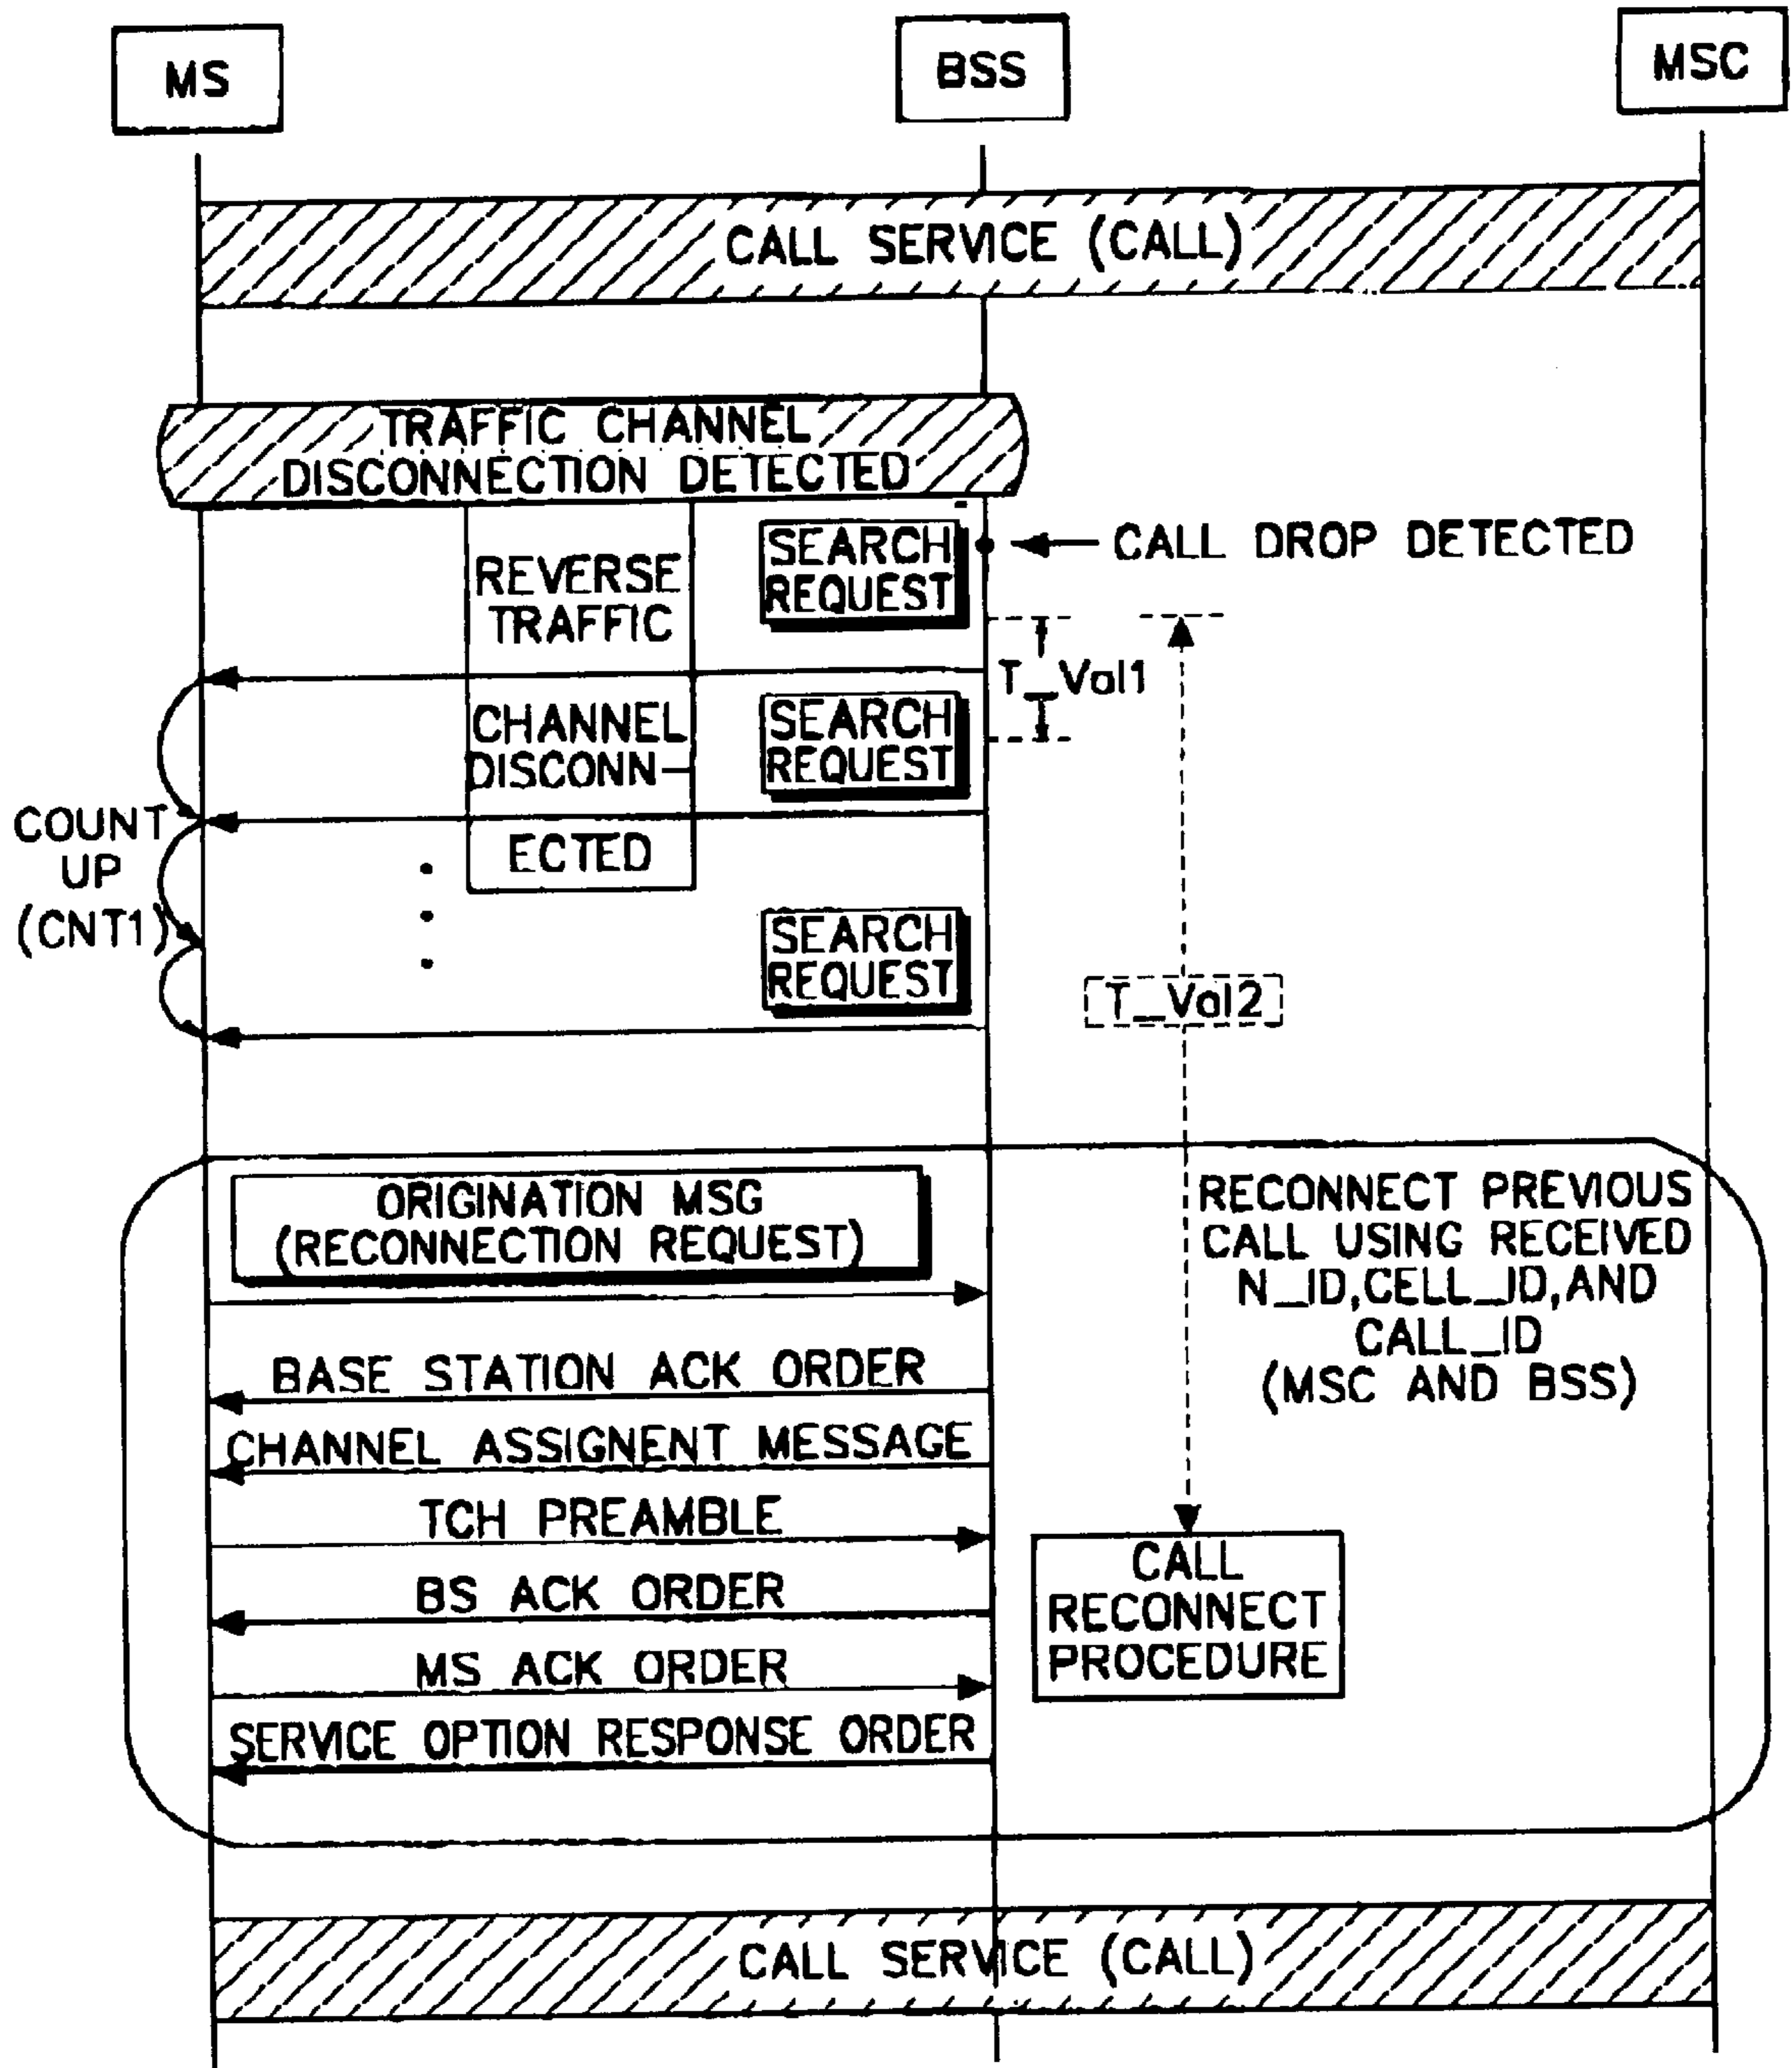 MS
BSS
MSC
CALL SERVICE (CALL)
TRAFFIC CHANNEL
DISCONNECTION DETECTED
REVERSE
TRAFFIC
CHANNEL
DISCONN—
ECTED
SEARCH
REQUEST
CALL DROP DETECTED
T_Val1
SEARCH
REQUEST
COUNT
UP
(CNT1)
SEARCH
REQUEST
T_Val2
ORIGINATION MSG
(RECONNECTION REQUEST)
RECONNECT PREVIOUS
CALL USING RECEIVED
N_ID,CELL_ID,AND
CALL_ID
(MSC AND BSS)
BASE STATION ACK ORDER
CHANNEL ASSIGNENT MESSAGE
TCH PREAMBLE
BS ACK ORDER
MS ACK ORDER
SERVICE OPTION RESPONSE ORDER
CALL
RECONNECT
PROCEDURE
CALL SERVICE (CALL)